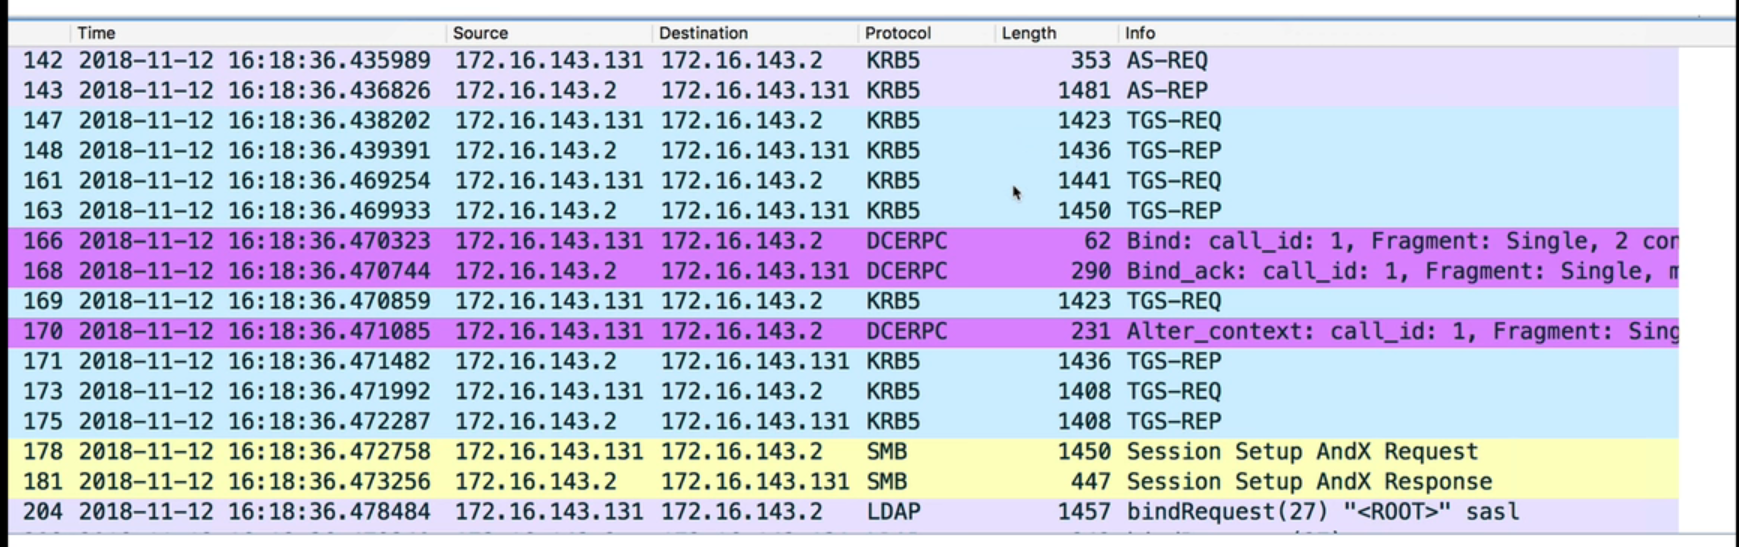 Time Source Destination Protocol Length Info
142 2018-11-12 16:18:36.435989 172.16.143.131 172.16.143.2 KRB5 353 AS-REQ
143 2018-11-12 16:18:36.436826 172.16.143.2 172.16.143.131 KRB5 1481 AS-REP
147 2018-11-12 16:18:36.438202 172.16.143.131 172.16.143.2 KRB5 1423 TGS-REQ
148 2018-11-12 16:18:36.439391 172.16.143.2 172.16.143.131 KRB5 1436 TGS-REP
161 2018-11-12 16:18:36.469254 172.16.143.131 172.16.143.2 KRB5 1441 TGS-REQ
163 2018-11-12 16:18:36.469933 172.16.143.2 172.16.143.131 KRB5 1450 TGS-REP
166 2018-11-12 16:18:36.470323 172.16.143.131 172.16.143.2 DCERPC 62 Bind: call_id: 1, Fragment: Single, 2 con
168 2018-11-12 16:18:36.470744 172.16.143.2 172.16.143.131 DCERPC 290 Bind_ack: call_id: 1, Fragment: Single, m
169 2018-11-12 16:18:36.470859 172.16.143.131 172.16.143.2 KRB5 1423 TGS-REQ
170 2018-11-12 16:18:36.471085 172.16.143.131 172.16.143.2 DCERPC 231 Alter_context: call_id: 1, Fragment: Sing
171 2018-11-12 16:18:36.471482 172.16.143.2 172.16.143.131 KRB5 1436 TGS-REP
173 2018-11-12 16:18:36.471992 172.16.143.131 172.16.143.2 KRB5 1408 TGS-REQ
175 2018-11-12 16:18:36.472287 172.16.143.2 172.16.143.131 KRB5 1408 TGS-REP
178 2018-11-12 16:18:36.472758 172.16.143.131 172.16.143.2 SMB 1450 Session Setup AndX Request
181 2018-11-12 16:18:36.473256 172.16.143.2 172.16.143.131 SMB 447 Session Setup AndX Response
204 2018-11-12 16:18:36.478484 172.16.143.131 172.16.143.2 LDAP 1457 bindRequest(27) "<ROOT>" sasl